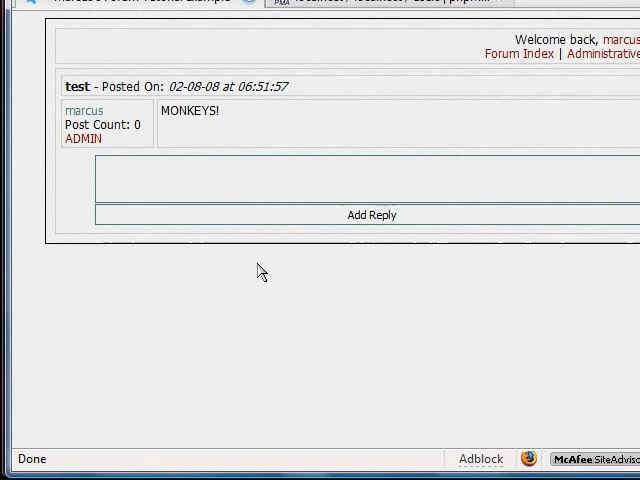 Welcome back, marcus
Forum Index | Administrative
test - Posted On: 02-08-08 at 06:51:57
marcus
MONKEYS!
Post Count: 0
ADMIN
Add Reply
Done
Adblock
McAfee SiteAdviso